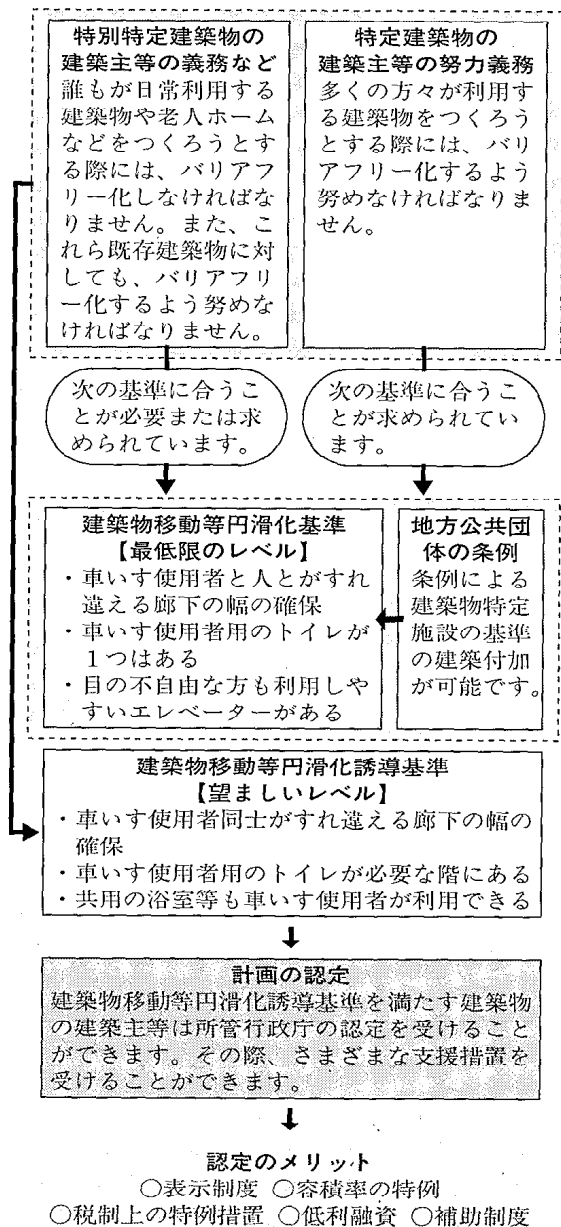 特別特定建築物の
建築主等の義務など
誰もが日常利用する
建築物や老人ホーム
などをつくろうとす
る際には、バリアフ
リー化しなければな
りません。また、こ
れら既存建築物に対
しても、バリアフリ
ー化するよう努めな
ければなりません。
特定建築物の
建築主等の努力義務
多くの方々が利用す
る建築物をつくろう
とする際には、バリ
アフリー化するよう
努めなければなりま
せん。
次の基準に合うこ
とが必要または求
められています。
次の基準に合うこ
とが求められてい
ます。
建築物移動等円滑化基準
【最低限のレベル】
・車いす使用者と人とがすれ
違える廊下の幅の確保
・車いす使用者用のトイレが
1つはある
・目の不自由な方も利用しや
すいエレベーターがある
地方公共団
体の条例
条例による
建築物特定
施設の基準
の建築付加
が可能です。
建築物移動等円滑化誘導基準
【望ましいレベル】
・車いす使用者同士がすれ違える廊下の幅の
確保
・車いす使用者用のトイレが必要な階にある
・共用の浴室等も車いす使用者が利用できる
計画の認定
建築物移動等円滑化誘導基準を満たす建築物
の建築主等は所管行政庁の認定を受けること
ができます。その際、さまざまな支援措置を
受けることができます。
認定のメリット
○表示制度 ○容積率の特例
○税制上の特例措置 ○低利融資 ○補助制度